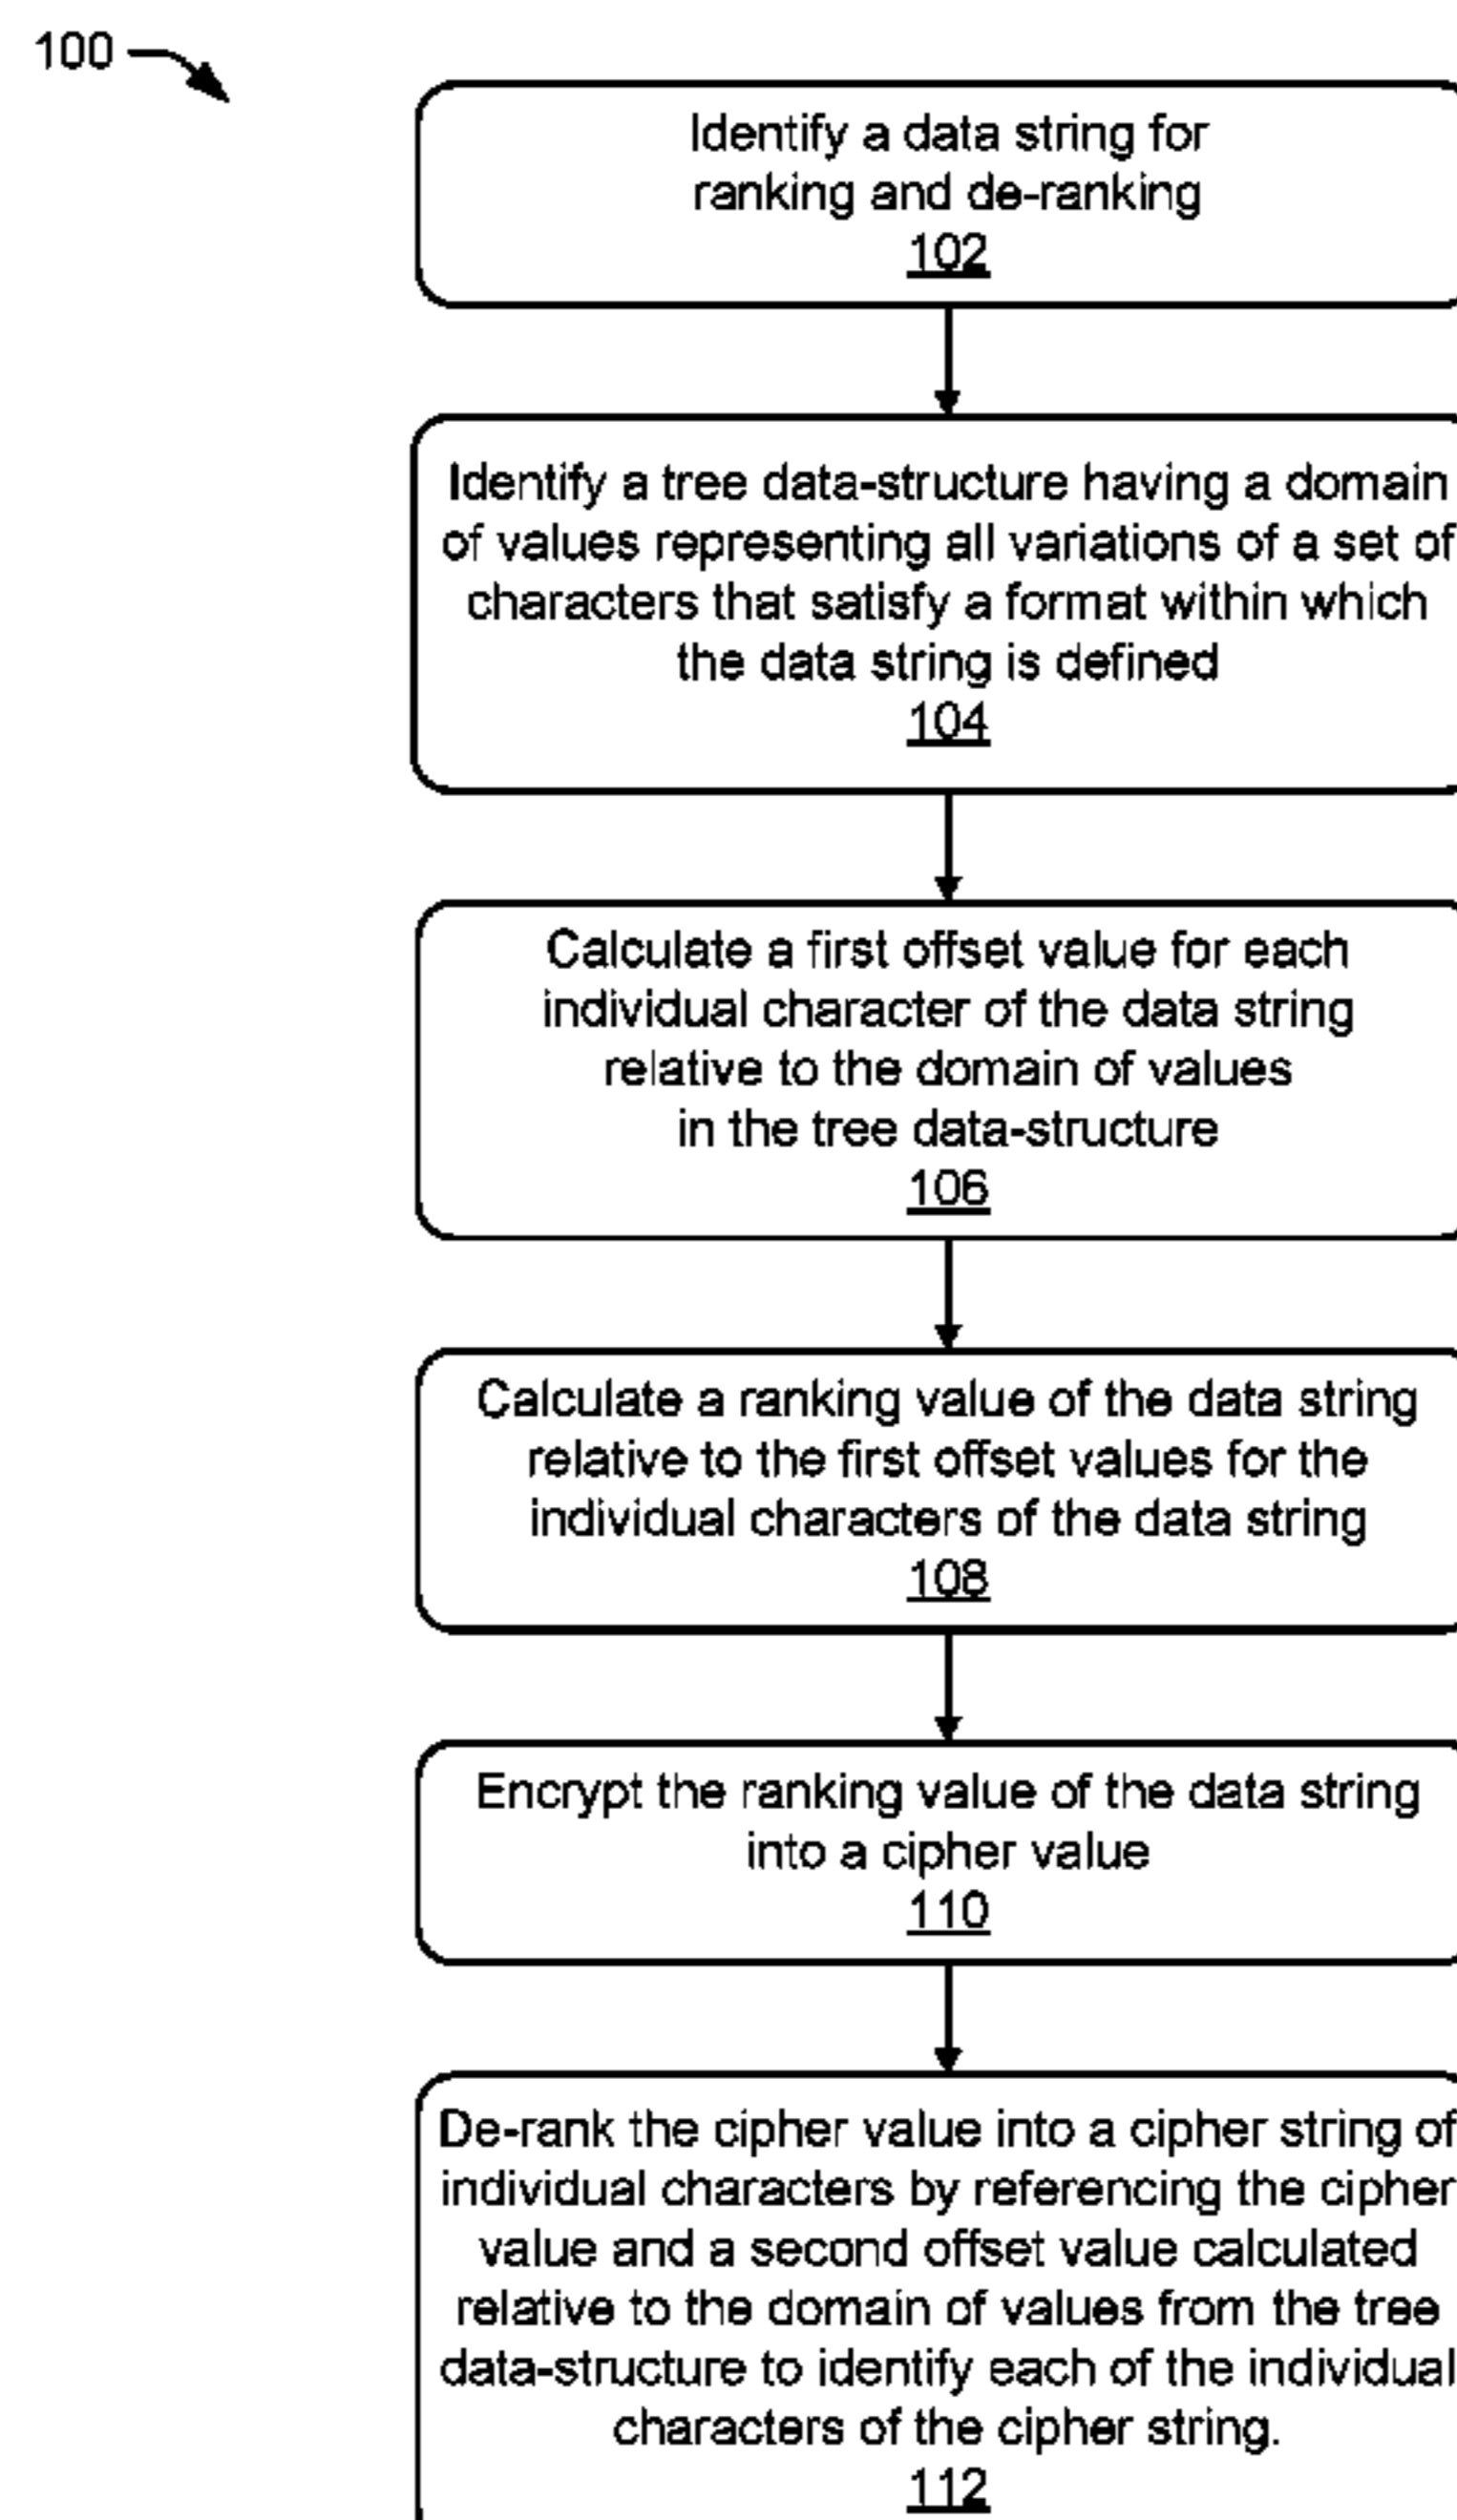 100
Identify a data string for
ranking and de-ranking
102
Identify a tree data-structure having a domain
of values representing all variations of a set of
characters that satisfy a format within which
the data string is defined
104
Calculate a first offset value for each
individual character of the data string
relative to the domain of values
in the tree data-structure
106
Calculate a ranking value of the data string
relative to the first offset values for the
individual characters of the data string
108
Encrypt the ranking value of the data string
into a cipher value
110
De-rank the cipher value into a cipher string of
individual characters by referencing the cipher
value and a second offset value calculated
relative to the domain of values from the tree
data-structure to identify each of the individual
characters of the cipher string.
112